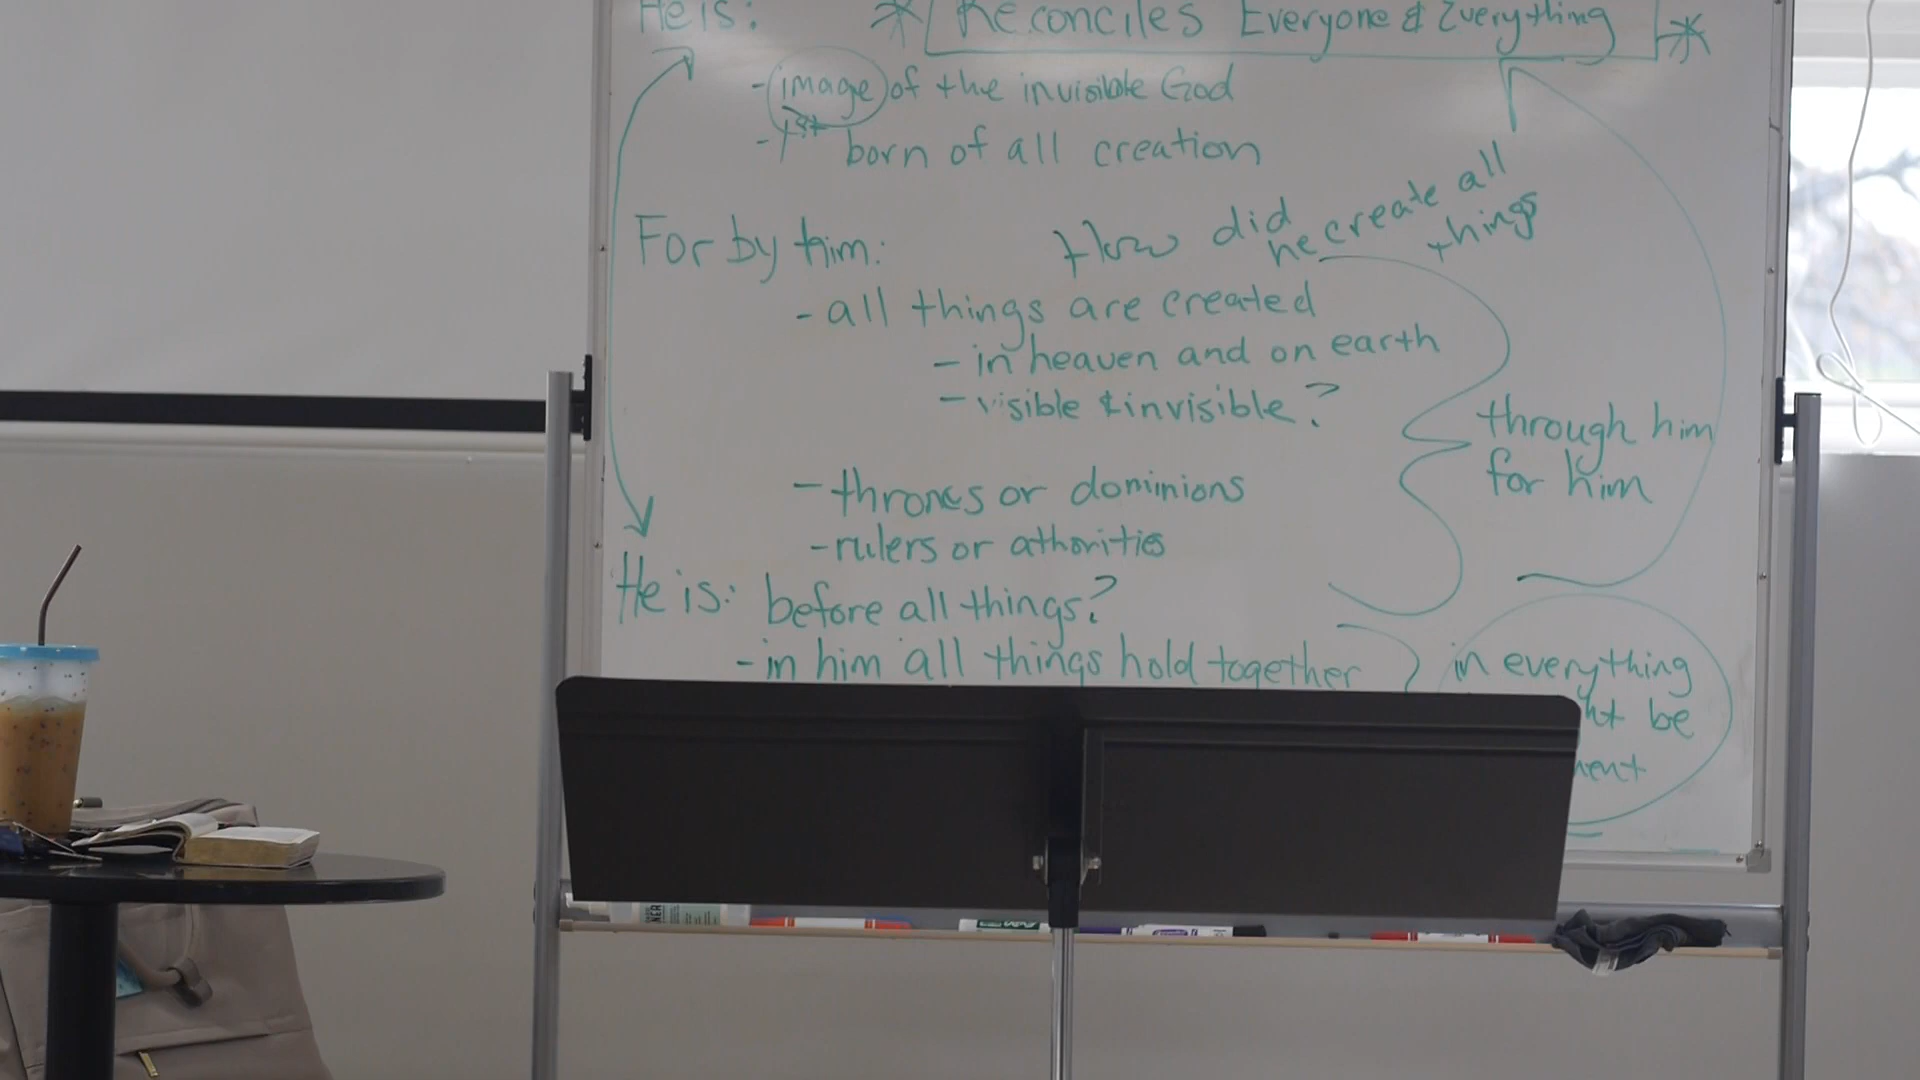 He is: * Reconciles Everyone & Everything *
- image of the invisible God
- 1st born of all creation
For by him:
How did he create all things
- all things are created
- in heaven and on earth
- visible & invisible?
through him
for him
- thrones or dominions
- rulers or athorities
He is: before all things?
- in him all things hold together
in everything
be